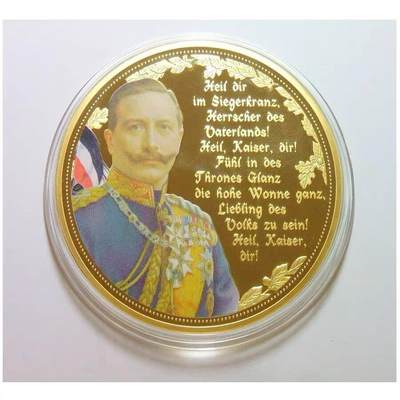 Heil dir
im Siegerkranz,
Herrscher des
Vaterlands!
Heil, Kaiser, dir!
Fühl in des
Thrones Glanz
die hohe Wonne ganz,
Liebling des
Volks zu sein!
Heil, Kaiser,
dir!